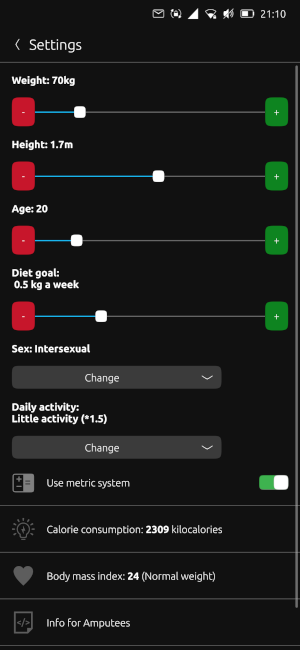 21:10
Settings
Weight: 70kg
- +
Height: 1.7m
- +
Age: 20
- +
Diet goal:
0.5 kg a week
- +
Sex: Intersexual
Change
Daily activity:
Little activity (*1.5)
Change
Use metric system
Calorie consumption: 2309 kilocalories
Body mass index: 24 (Normal weight)
</> Info for Amputees